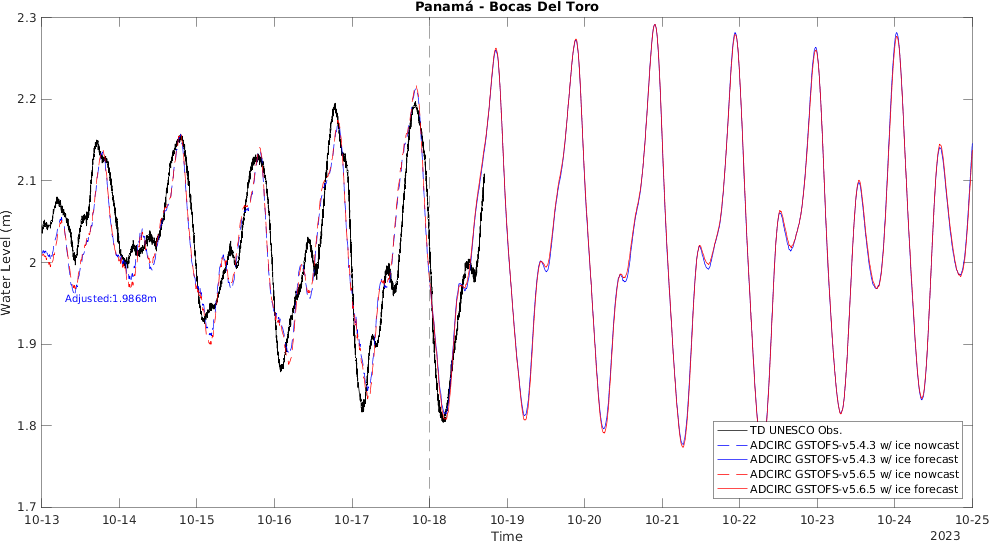 Panamá - Bocas Del Toro
2.3
2.2
2.1
2
1.9
1.8
1.7
Water Level (m)
Adjusted:1.9868m
TD UNESCO Obs.
ADCIRC GSTOFS-v5.4.3 w/ ice nowcast
ADCIRC GSTOFS-v5.4.3 w/ ice forecast
ADCIRC GSTOFS-v5.6.5 w/ ice nowcast
ADCIRC GSTOFS-v5.6.5 w/ ice forecast
10-13 10-14 10-15 10-16 10-17 10-18 10-19 10-20 10-21 10-22 10-23 10-24 10-25
Time
2023